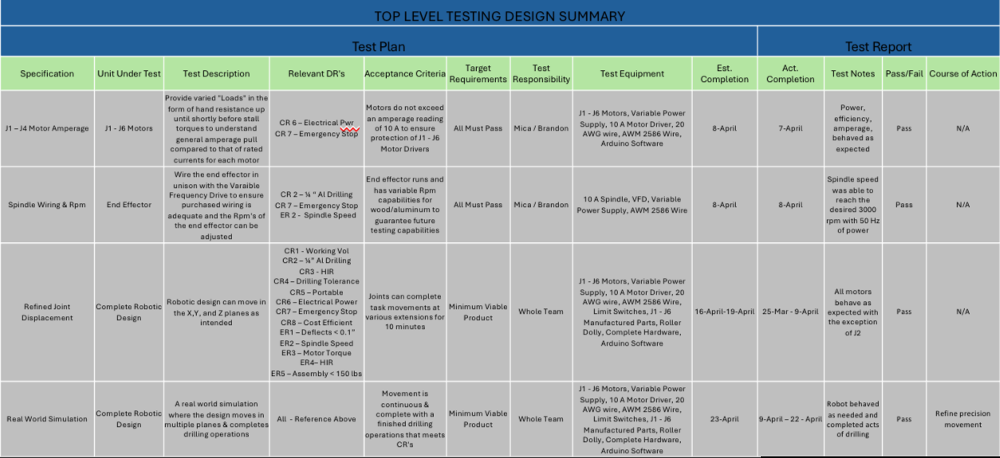 TOP LEVEL TESTING DESIGN SUMMARY
Test Plan
Test Report
Specification
Unit Under Test
Test Description
Relevant DR's
Acceptance Criteria
Target
Requirements
Test
Responsibility
Test Equipment
Est.
Completion
Act.
Completion
Test Notes
Pass/Fail
Course of Action
J1 – J4 Motor Amperage
J1 - J6 Motors
Provide varied "Loads" in the
form of hand resistance up
until shortly before stall
torques to understand
general amperage pull
compared to that of rated
currents for each motor
CR 6 – Electrical Pwr
CR 7 – Emergency Stop
Motors do not exceed
an amperage reading
of 10 A to ensure
protection of J1 - J6
Motor Drivers
All Must Pass
Mica / Brandon
J1 - J6 Motors, Variable Power
Supply, 10 A Motor Driver, 20
AWG wire, AWM 2586 Wire,
Arduino Software
8-April
7-April
Power,
efficiency,
amperage,
behaved as
expected
Pass
N/A
Spindle Wiring & Rpm
End Effector
Wire the end effector in
unison with the Varaible
Frequency Drive to ensure
purchased wiring is
adequate and the Rpm's of
the end effector can be
adjusted
CR 2 – ¼ " Al Drilling
CR 7 – Emergency Stop
ER 2 - Spindle Speed
End effector runs and
has variable Rpm
capabilities for
wood/aluminum to
guarantee future
testing capabilities
All Must Pass
Mica / Brandon
10 A Spindle, VFD, Variable
Power Supply, AWM 2586 Wire
8-April
8-April
Spindle speed
was able to
reach the
desired 3000
rpm with 50 Hz
of power
Pass
N/A
Refined Joint
Displacement
Complete Robotic
Design
Robotic design can move in
the X,Y, and Z planes as
intended
CR1 - Working Vol
CR2 – ¼" Al Drilling
CR3 - HIR
CR4 – Drilling Tolerance
CR5 – Portable
CR6 – Electrical Power
CR7 – Emergency Stop
CR8 – Cost Efficient
ER1 – Deflects < 0.1"
ER2 – Spindle Speed
ER3 – Motor Torque
ER4– HIR
ER5 – Assembly < 150 lbs
Joints can complete
task movements at
various extensions for
10 minutes
Minimum Viable
Product
Whole Team
J1 - J6 Motors, Variable Power
Supply, 10 A Motor Driver, 20
AWG wire, AWM 2586 Wire,
Limit Switches, J1 - J6
Manufactured Parts, Roller
Dolly, Complete Hardware,
Arduino Software
16-April-19-April
25-Mar - 9-April
All motors
behave as
expected with
the exception
of J2
Pass
N/A
Real World Simulation
Complete Robotic
Design
A real world simulation
where the design moves in
multiple planes & completes
drilling operations
All - Reference Above
Movement is
continuous &
complete with a
finished drilling
operations that meets
CR's
Minimum Viable
Product
Whole Team
J1 - J6 Motors, Variable Power
Supply, 10 A Motor Driver, 20
AWG wire, AWM 2586 Wire,
Limit Switches, J1 - J6
Manufactured Parts, Roller
Dolly, Complete Hardware,
Arduino Software
23-April
9-April – 22 - April
Robot behaved
as needed and
completed acts
of drilling
Pass
Refine precision
movement